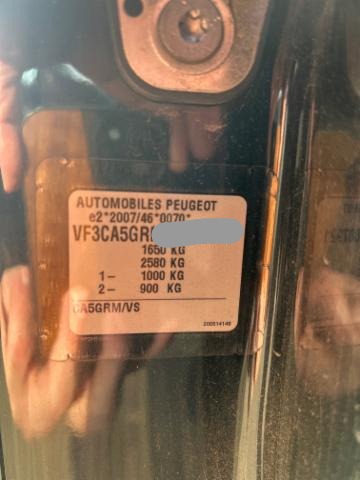 AUTOMOBILES PEUGEOT
e2*2007/46*0070*
VF3CA5GR
1650 KG
2580 KG
1- 1000 KG
2- 900 KG
CA5GRM/VS